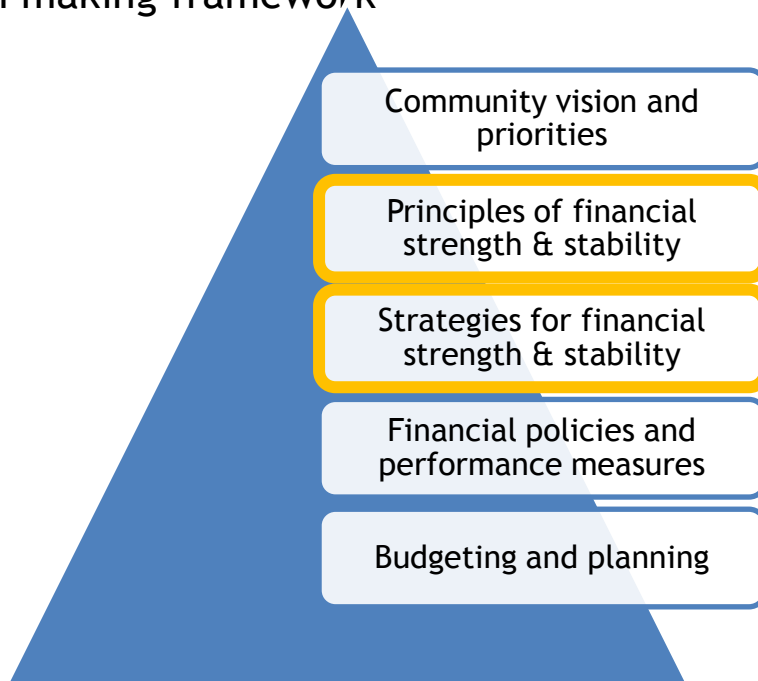 making framework
Community vision and
priorities
Principles of financial
strength & stability
Strategies for financial
strength & stability
Financial policies and
performance measures
Budgeting and planning